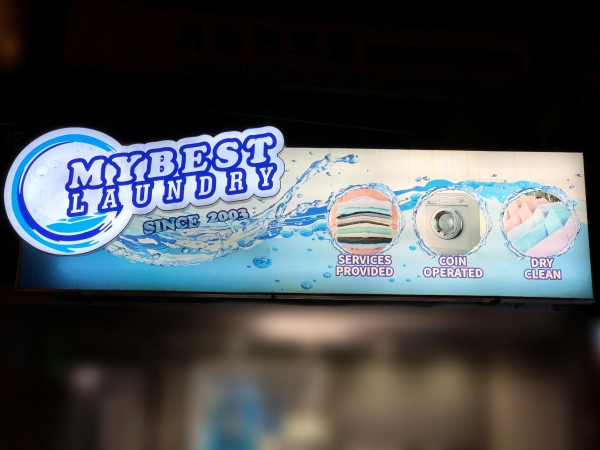 MYBEST
LAUNDRY
SINCE 2003
SERVICES
PROVIDED
COIN
OPERATED
DRY
CLEAN